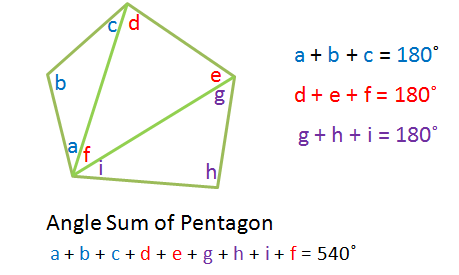 c d
a + b + c = 180˚
b
e
g
d + e + f = 180˚
a f
i
h
g + h + i = 180˚
Angle Sum of Pentagon
a + b + c + d + e + g + h + i + f = 540˚